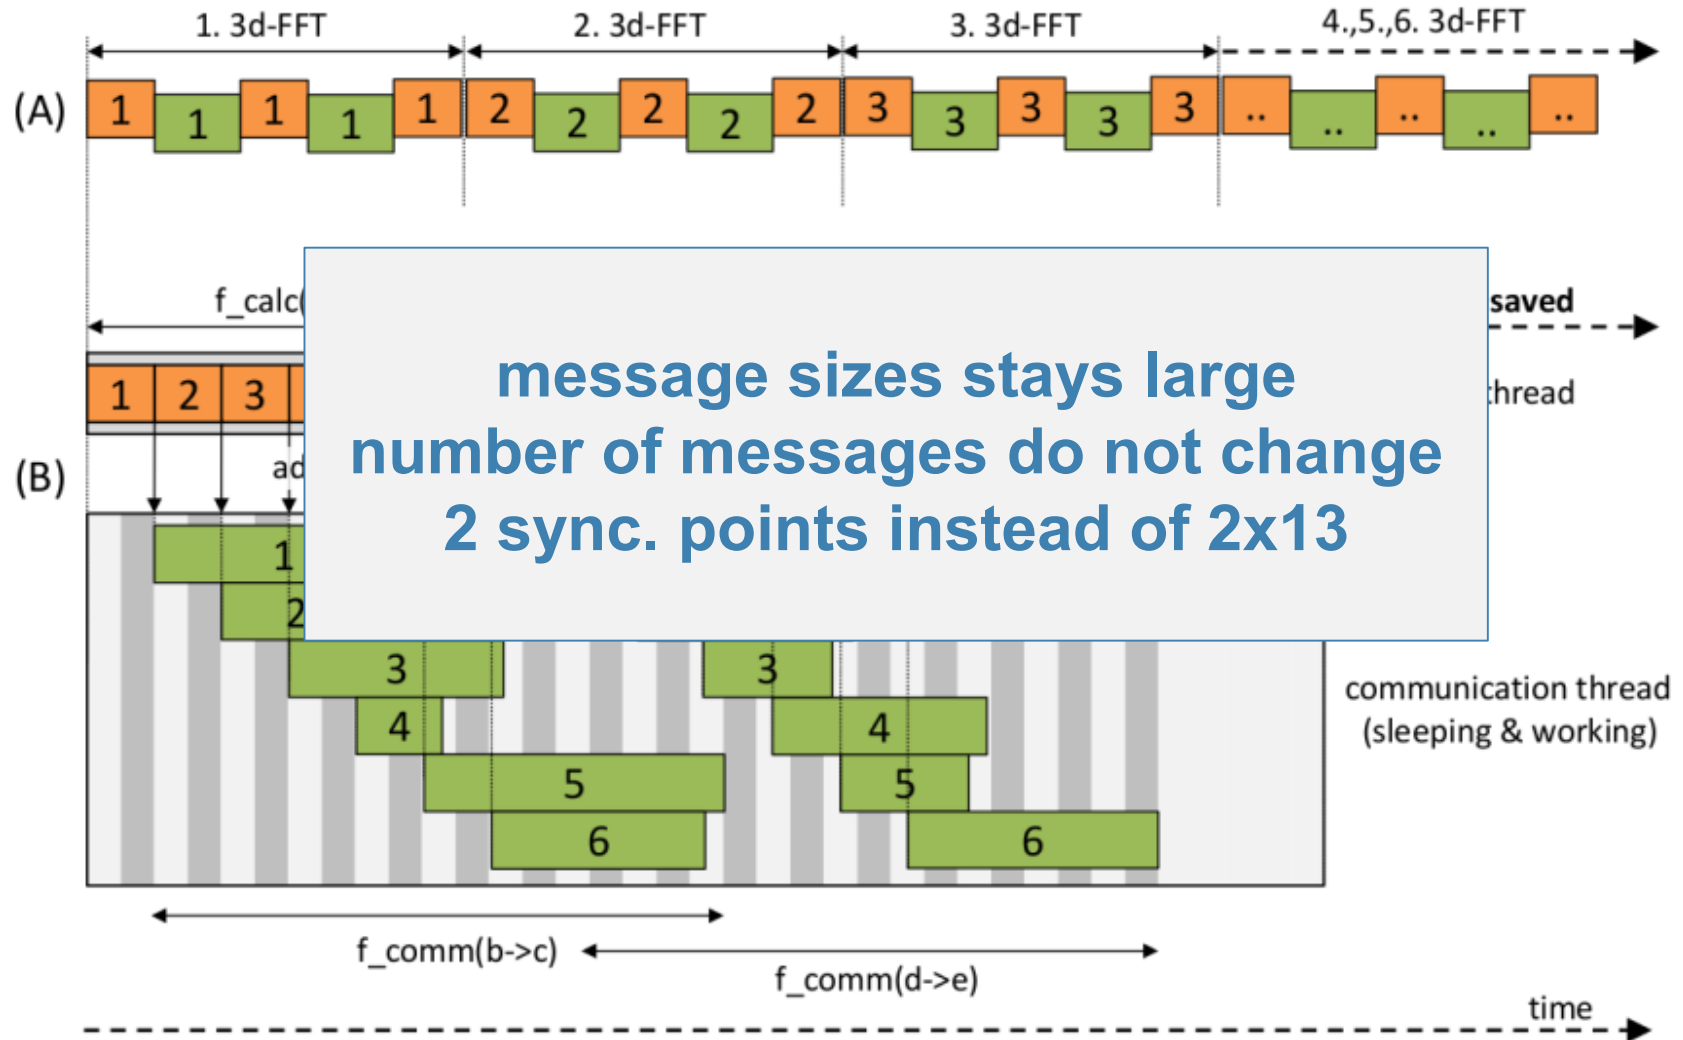 1. 3d-FFT 2. 3d-FFT 3. 3d-FFT 4.,5.,6. 3d-FFT
(A) 1 1 1 1 1 2 2 2 2 2 3 3 3 3 3 .. .. .. .. ..
f_calc( saved
message sizes stays large
1 2 3
number of messages do not change
(B)
2 sync. points instead of 2x13
1
2
3 3
4 4
communication thread
(sleeping & working)
5 5
6 6
f_comm(b->c)
f_comm(d->e)
time